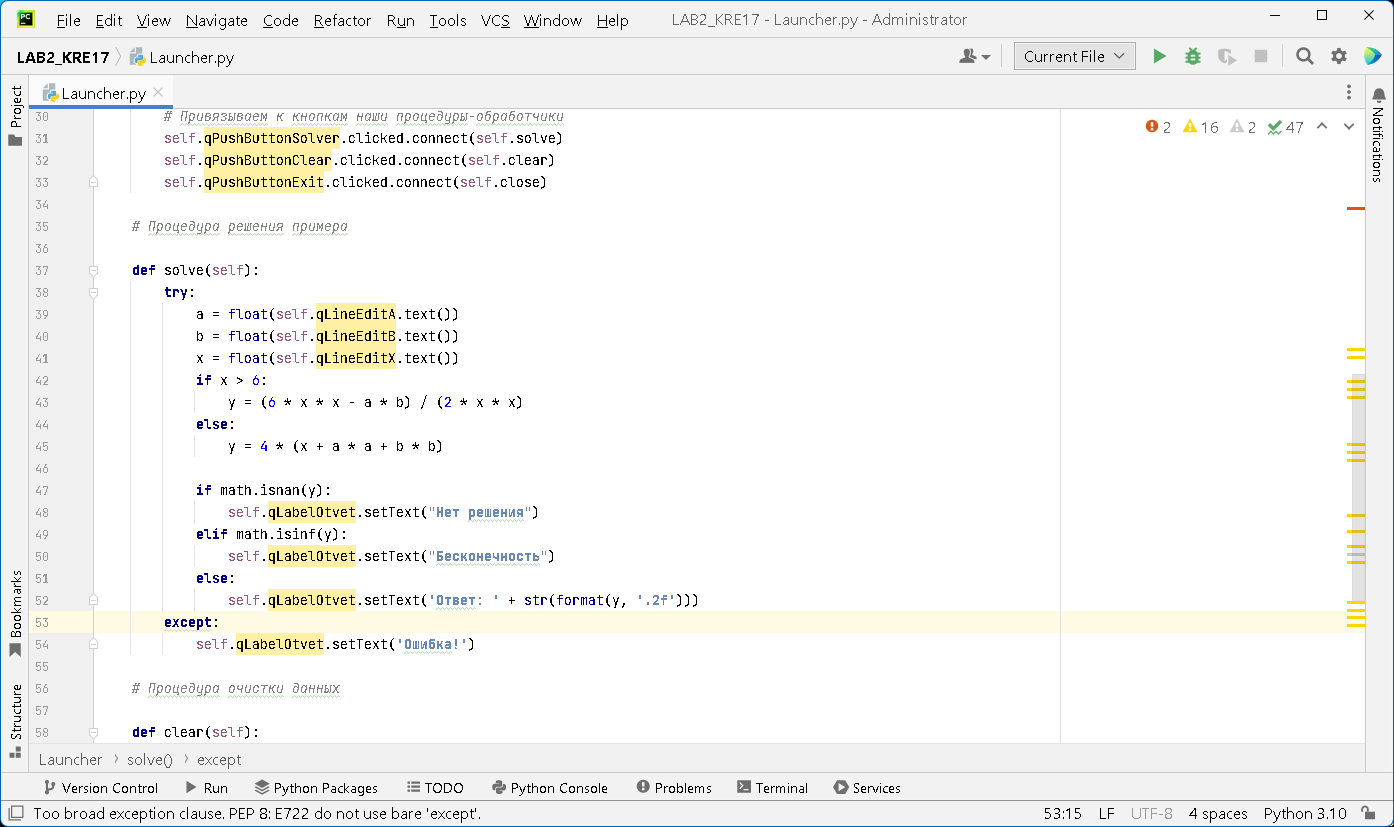 PC File Edit View Navigate Code Refactor Run Tools VCS Window Help LAB2_KRE17 - Launcher.py - Administrator
LAB2_KRE17 Launcher.py Current File
Project
Launcher.py
Notifications
2 16 2 47
30 # Привязываем к кнопкам наши процедуры-обработчики
31 self.qPushButtonSolver.clicked.connect(self.solve)
32 self.qPushButtonClear.clicked.connect(self.clear)
33 self.qPushButtonExit.clicked.connect(self.close)
34
35 # Процедура решения примера
36
37 def solve(self):
38 try:
39 a = float(self.qLineEditA.text())
40 b = float(self.qLineEditB.text())
41 x = float(self.qLineEditX.text())
42 if x > 6:
43 y = (6 * x * x - a * b) / (2 * x * x)
44 else:
45 y = 4 * (x + a * a + b * b)
46
47 if math.isnan(y):
48 self.qLabelOtvet.setText("Нет решения")
49 elif math.isinf(y):
50 self.qLabelOtvet.setText("Бесконечность")
51 else:
52 self.qLabelOtvet.setText('Ответ: ' + str(format(y, '.2f')))
53 except:
54 self.qLabelOtvet.setText('Ошибка!')
55
56 # Процедура очистки данных
57
58 def clear(self):
Bookmarks
Structure
Launcher solve() except
Version Control Run Python Packages TODO Python Console Problems Terminal Services
Too broad exception clause. PEP 8: E722 do not use bare 'except'. 53:15 LF UTF-8 4 spaces Python 3.10